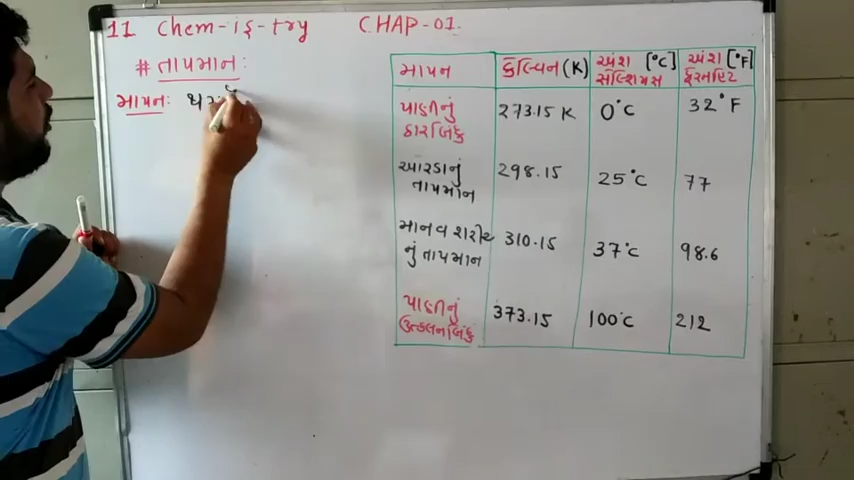 11 Chem-is-try CHAP-01
# તાપમાન:
માપન:
માપન કેલ્વિન (K) અંશ [°C] સેલ્શિયસ અંશ [°F] ફેરનહિટ
પાણીનું ઠારબિંદુ 273.15 K 0°C 32°F
ઓરડાનું તાપમાન 298.15 25°C 77
માનવ શરીર નું તાપમાન 310.15 37°C 98.6
પાણીનું ઉત્કલનબિંદુ 373.15 100°C 212